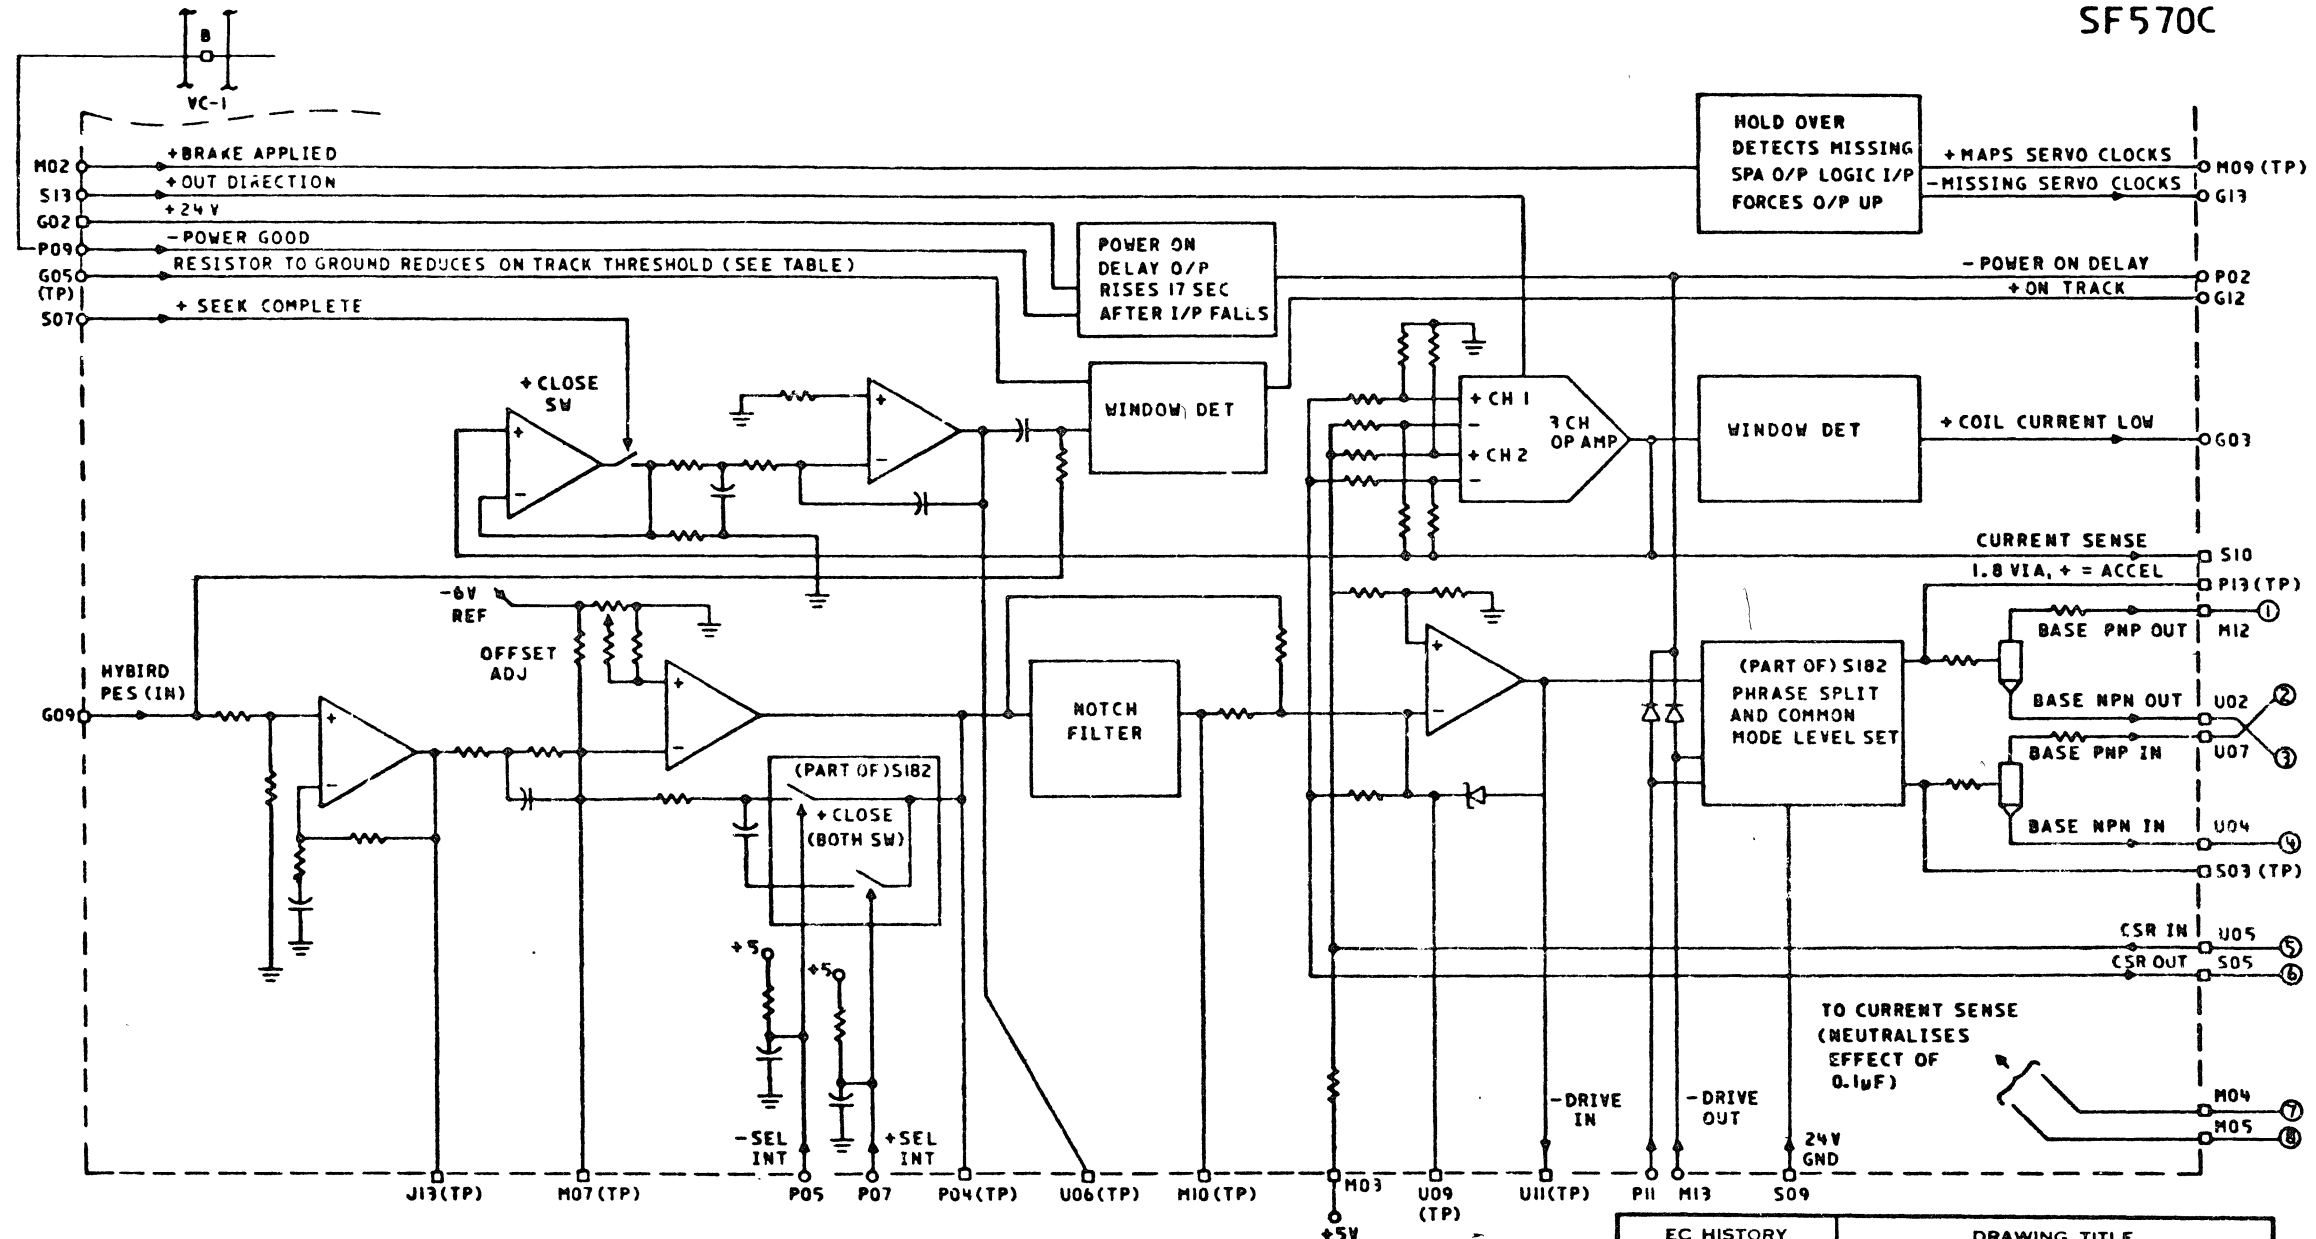 SF570C
B
VC-1
M02
+BRAKE APPLIED
S13
+OUT DIRECTION
G02
+24V
P09
-POWER GOOD
G05
(TP)
RESISTOR TO GROUND REDUCES ON TRACK THRESHOLD (SEE TABLE)
S07
+ SEEK COMPLETE
HOLD OVER
DETECTS MISSING
SPA O/P LOGIC I/P
FORCES O/P UP
+MAPS SERVO CLOCKS
M09 (TP)
-MISSING SERVO CLOCKS
G13
POWER ON
DELAY O/P
RISES 17 SEC
AFTER I/P FALLS
-POWER ON DELAY
P02
+ON TRACK
G12
+CLOSE
SW
+
-
+
-
WINDOW DET
+ CH 1
-
+ CH2
-
3 CH
OP AMP
WINDOW DET
+COIL CURRENT LOW
G03
CURRENT SENSE
S10
1.8 V/A, + = ACCEL
P13(TP)
1
BASE PNP OUT
M12
BASE NPN OUT
U02
2
BASE PNP IN
U07
3
BASE NPN IN
U04
4
S03 (TP)
-6V
REF
OFFSET
ADJ
HYBIRD
PES (IN)
G09
+
-
+
-
NOTCH
FILTER
+
-
(PART OF) S182
PHRASE SPLIT
AND COMMON
MODE LEVEL SET
(PART OF) S182
+CLOSE
(BOTH SW)
+5
+5
CSR IN
U05
5
CSR OUT
S05
6
TO CURRENT SENSE
(NEUTRALISES
EFFECT OF
0.1µF)
M04
7
M05
8
-SEL
INT
+SEL
INT
-DRIVE
IN
-DRIVE
OUT
24V
GND
J13(TP)
M07(TP)
P05
P07
P04(TP)
U06(TP)
M10(TP)
M03
U09
(TP)
U11(TP)
P11
M13
S09
+5V
EC HISTORY
DRAWING TITLE